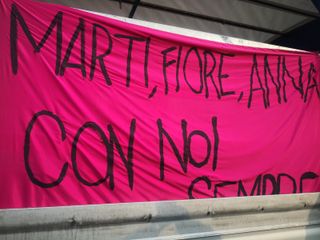 MARTI, FIORE, ANNA
CON NOI
SEMPRE